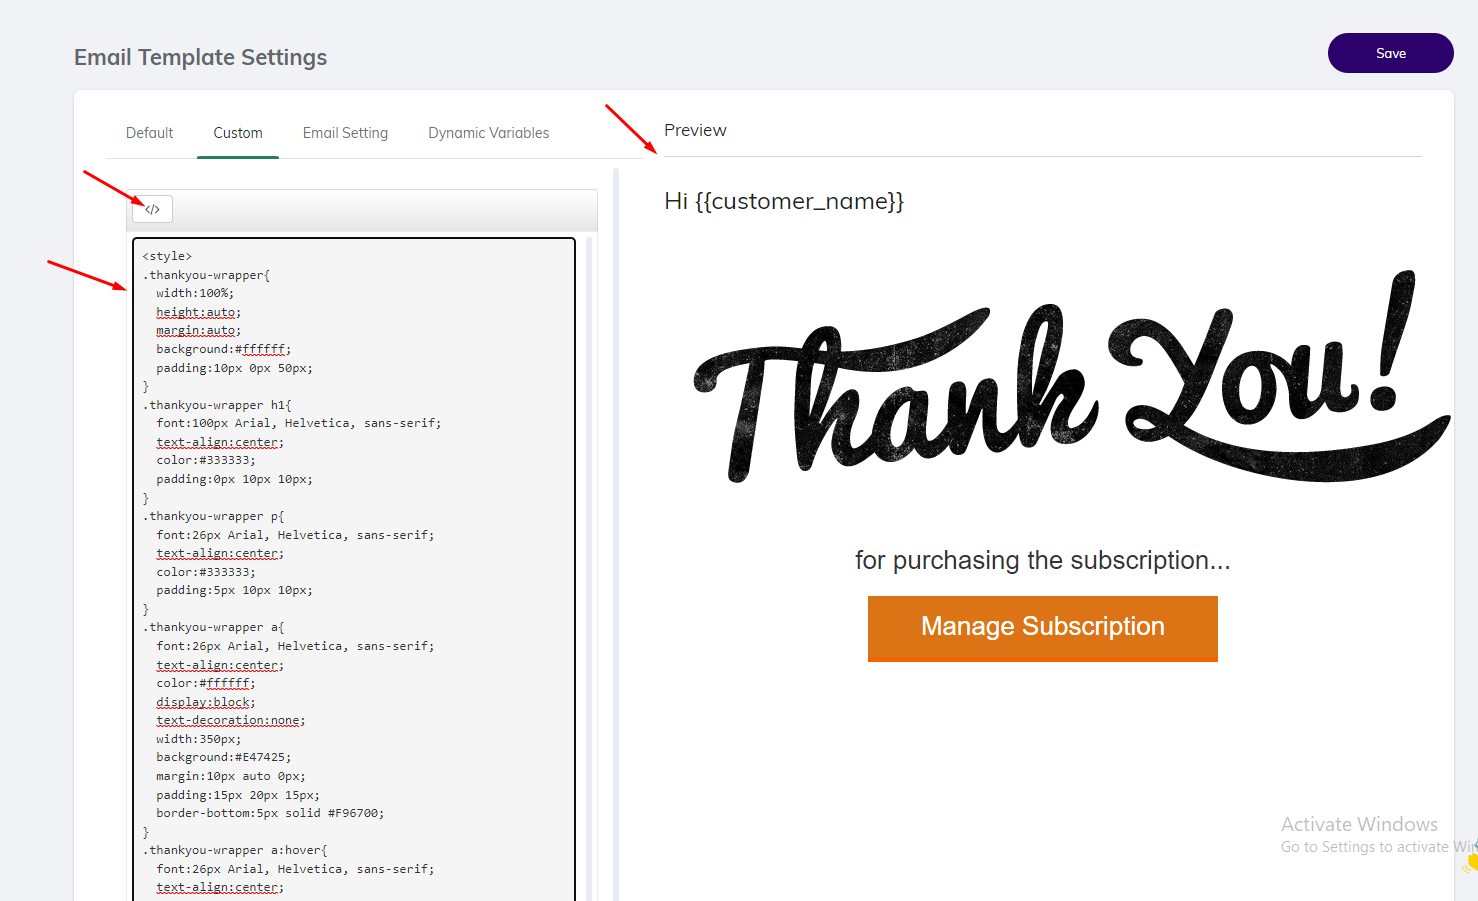 Email Template Settings
Save
Default
Custom
Email Setting
Dynamic Variables
</>
<style>
.thankyou-wrapper{
width:100%;
height:auto;
margin:auto;
background:#ffffff;
padding:10px 0px 50px;
}
.thankyou-wrapper h1{
font:100px Arial, Helvetica, sans-serif;
text-align:center;
color:#333333;
padding:0px 10px 10px;
}
.thankyou-wrapper p{
font:26px Arial, Helvetica, sans-serif;
text-align:center;
color:#333333;
padding:5px 10px 10px;
}
.thankyou-wrapper a{
font:26px Arial, Helvetica, sans-serif;
text-align:center;
color:#ffffff;
display:block;
text-decoration:none;
width:350px;
background:#E47425;
margin:10px auto 0px;
padding:15px 20px 15px;
border-bottom:5px solid #F96700;
}
.thankyou-wrapper a:hover{
font:26px Arial, Helvetica, sans-serif;
text-align:center;
Preview
Hi {{customer_name}}
Thank You!
for purchasing the subscription...
Manage Subscription
Activate Windows
Go to Settings to activate Win